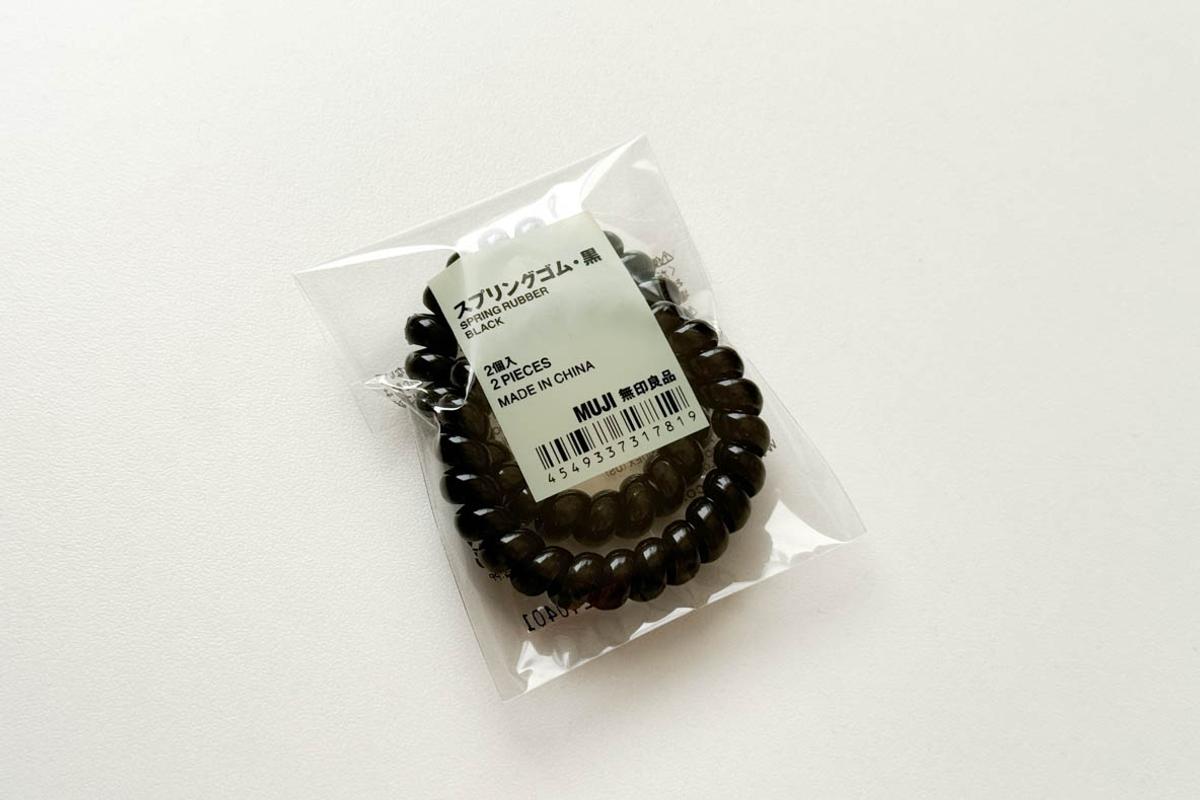 スプリングゴム・黒
SPRING RUBBER
BLACK
2個入
2 PIECES
MADE IN CHINA
MUJI 無印良品
4549337317819